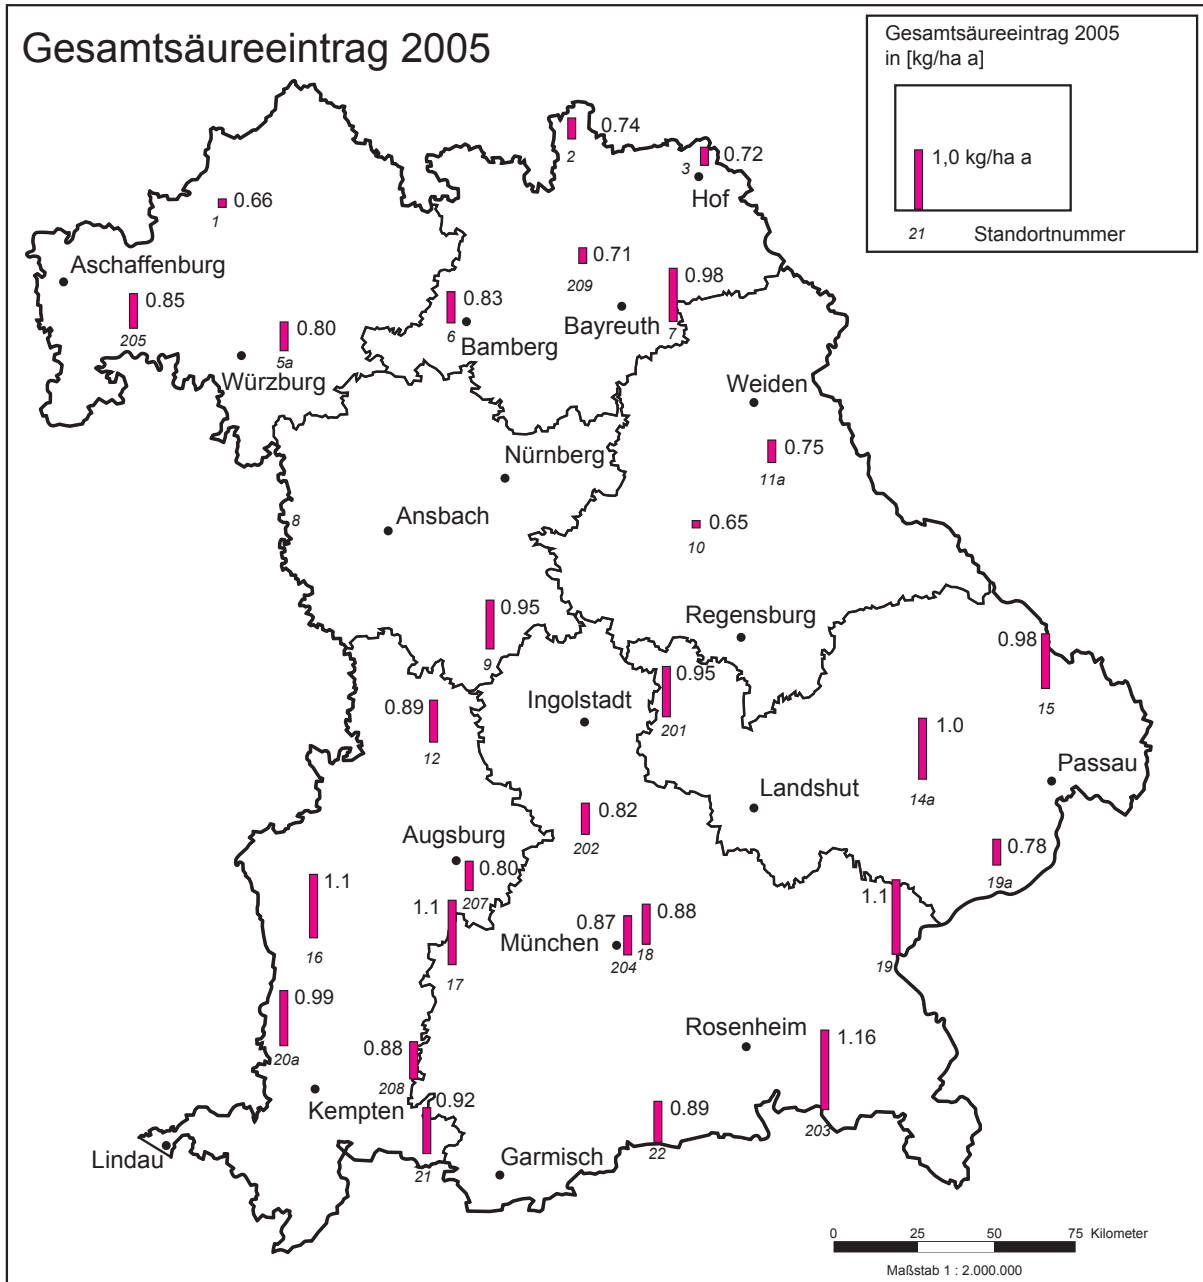 Gesamtsäureeintrag 2005
Gesamtsäureeintrag 2005
in [kg/ha a]
1,0 kg/ha a
21 Standortnummer
0.74
2
0.72
3
Hof
0.66
1
Aschaffenburg
0.85
205
0.80
5a
Würzburg
0.83
6
Bamberg
0.71
209
Bayreuth
0.98
7
Weiden
0.75
11a
Nürnberg
8
Ansbach
0.65
10
0.95
9
Regensburg
0.98
15
0.95
201
Ingolstadt
0.89
12
1.0
14a
Passau
Landshut
0.82
202
Augsburg
0.80
207
0.78
19a
1.1
16
1.1
17
München
0.87
204
0.88
18
1.1
19
0.99
20a
0.88
208
Rosenheim
1.16
203
Kempten
0.92
21
0.89
22
Lindau
Garmisch
0 25 50 75 Kilometer
Maßstab 1 : 2.000.000